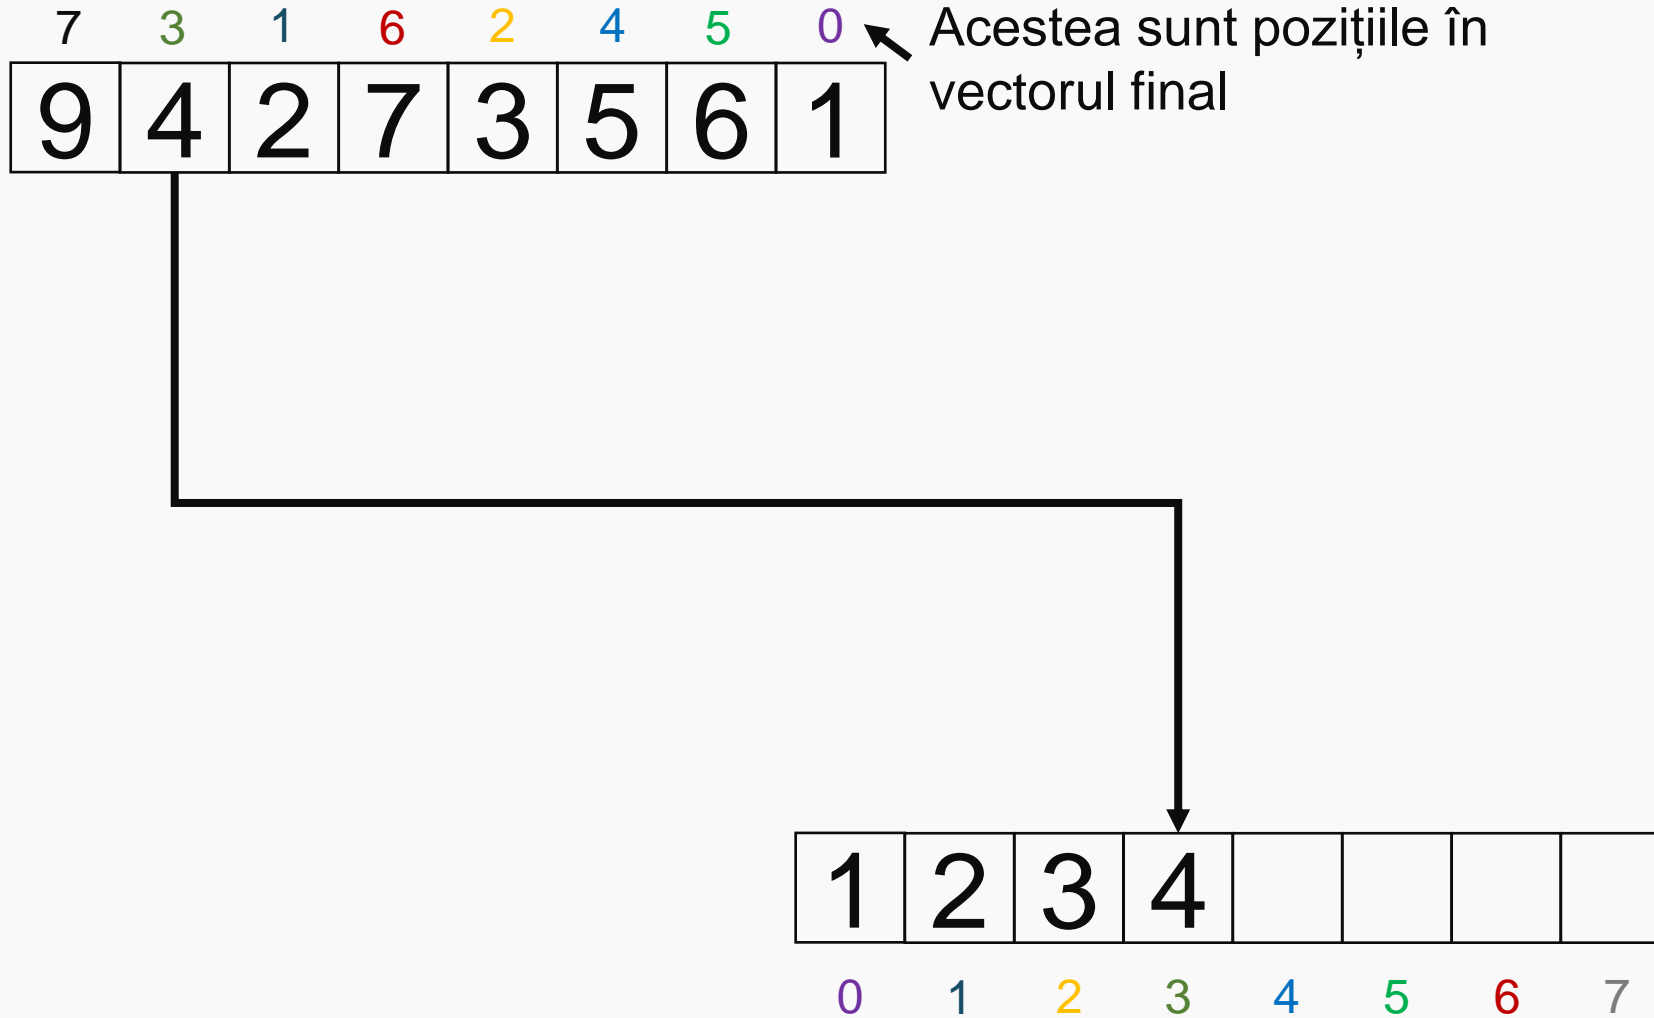 7 3 1 6 2 4 5 0
Acestea sunt pozițiile în
vectorul final
9 4 2 7 3 5 6 1
1 2 3 4
0 1 2 3 4 5 6 7